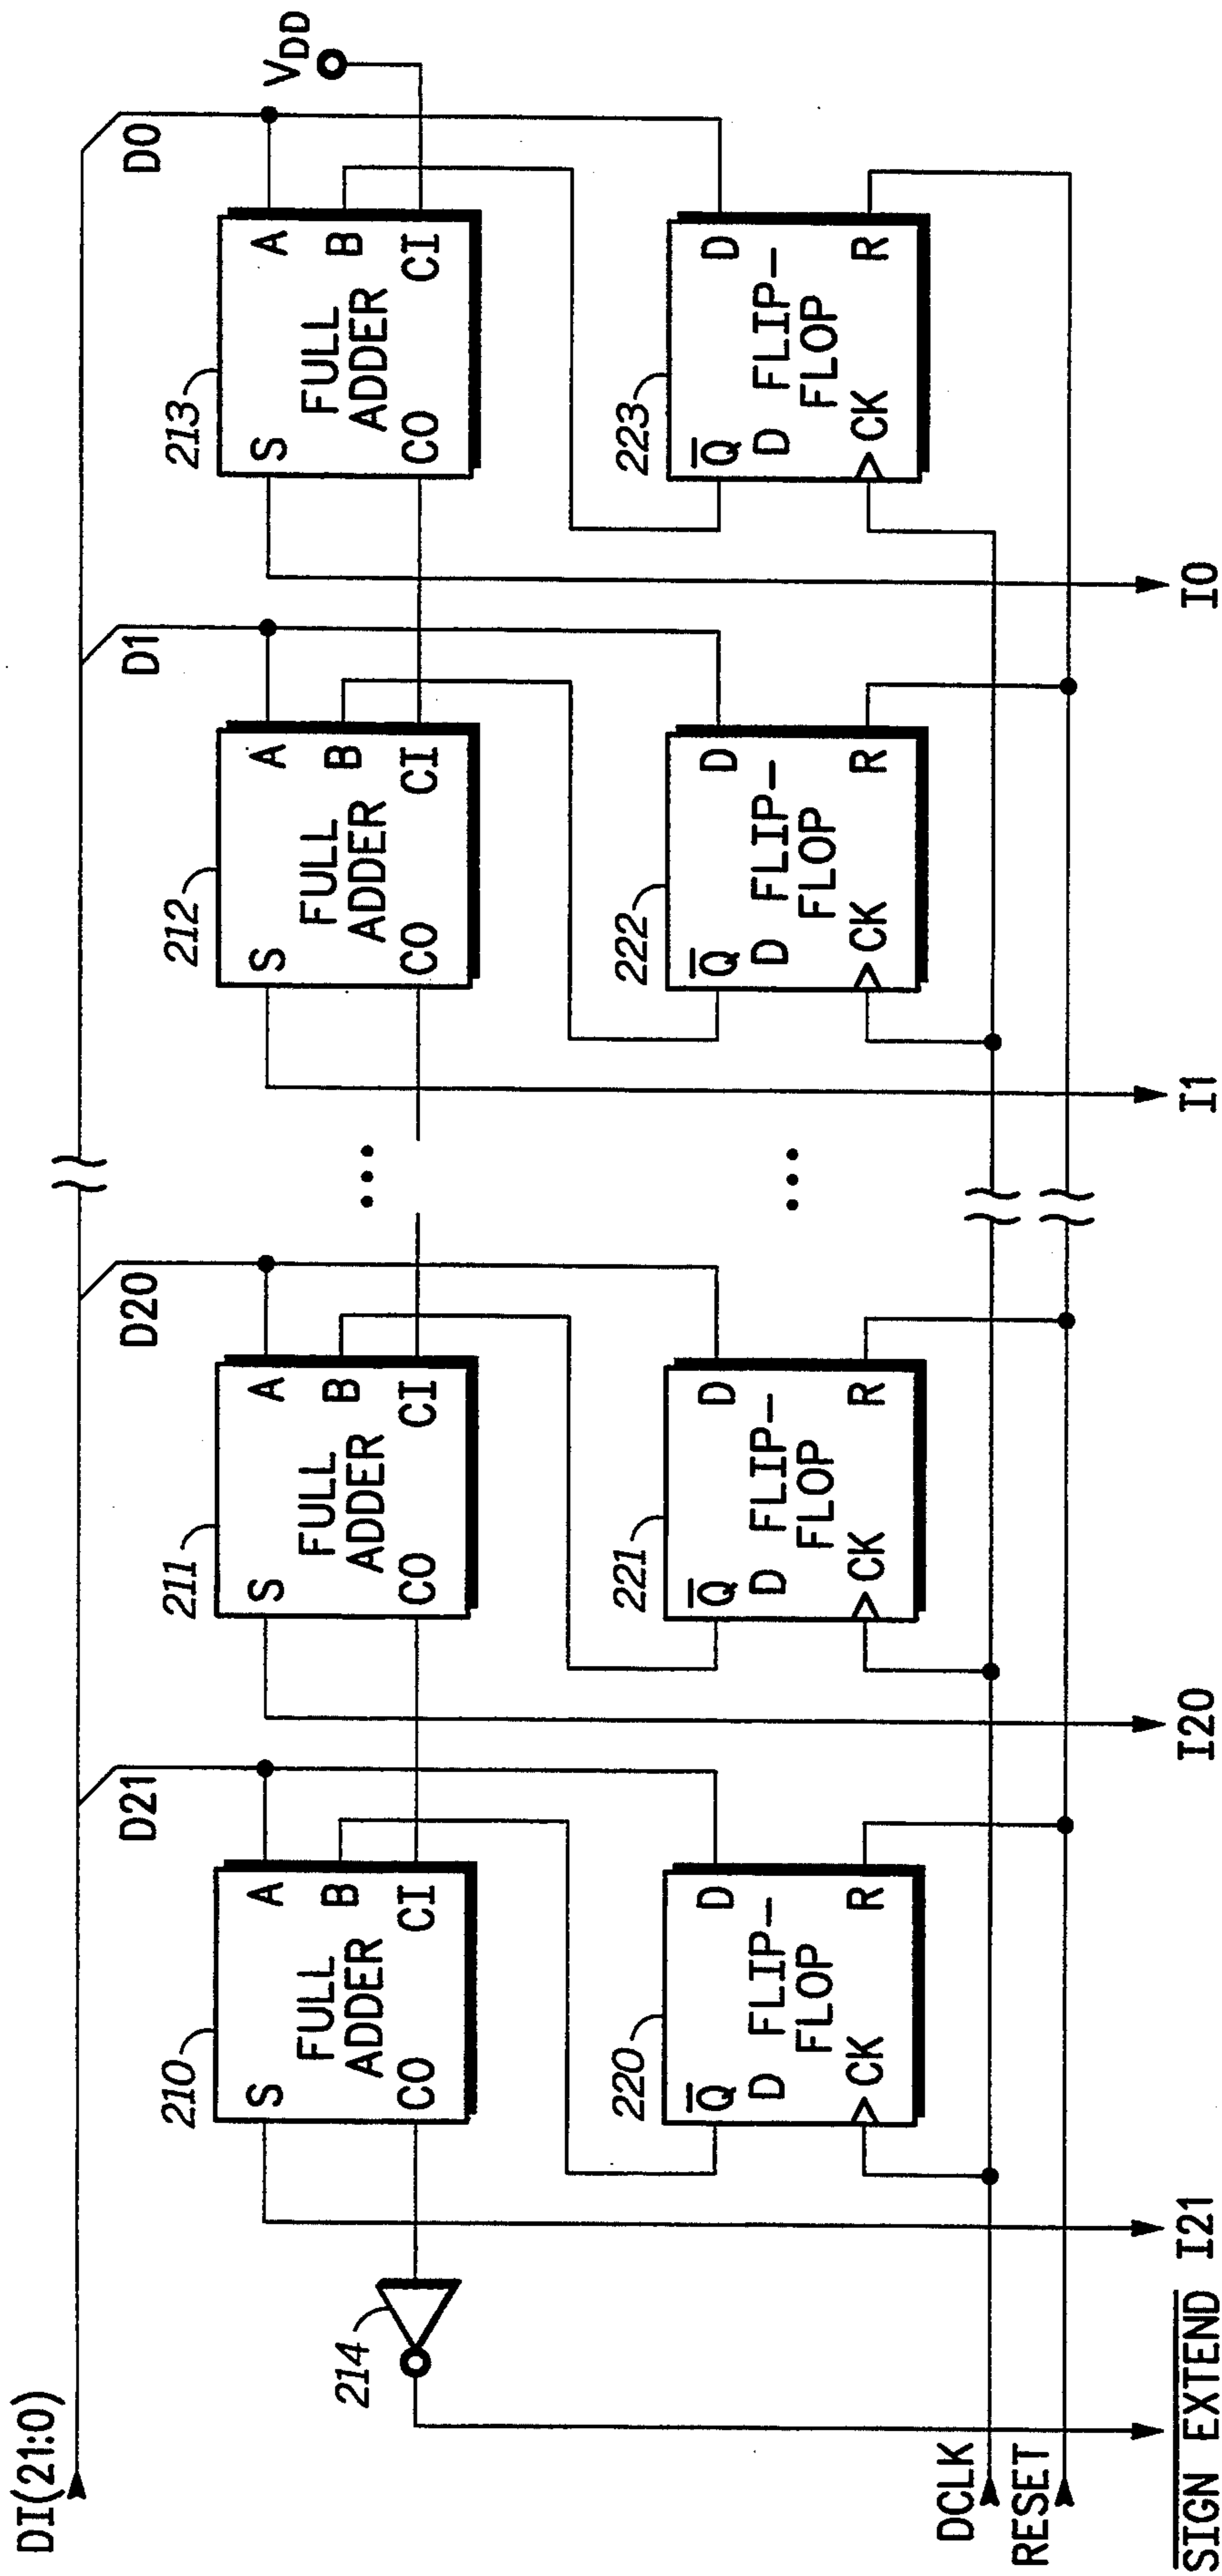 DI(21:0)
D21
D20
D1
D0
VDD
210
S
FULL
ADDER
CO
A
B
CI
211
S
FULL
ADDER
CO
A
B
CI
212
S
FULL
ADDER
CO
A
B
CI
213
S
FULL
ADDER
CO
A
B
CI
214
220
Q̅
D FLIP-
FLOP
CK
D
R
221
Q̅
D FLIP-
FLOP
CK
D
R
222
Q̅
D FLIP-
FLOP
CK
D
R
223
Q̅
D FLIP-
FLOP
CK
D
R
...
...
DCLK
RESET
S̅I̅G̅N̅ ̅E̅X̅T̅E̅N̅D̅
I21
I20
I1
I0